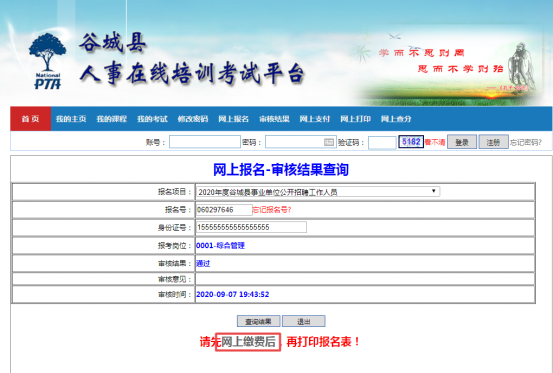 谷城县
人事在线培训考试平台
National
PTA
学而不思则罔
思而不学则殆
首 页 我的主页 我的课程 我的考试 修改密码 网上报名 审核结果 网上支付 网上打印 网上查分
账号： 密码： 验证码： 5182 看不清 登录 注册 忘记密码?
网上报名-审核结果查询
报名项目： 2020年度谷城县事业单位公开招聘工作人员
报名号： 060297646 忘记报名号?
身份证号： 155555555555555555
报考岗位： 0001-综合管理
审核结果： 通过
审核意见：
审核时间： 2020-09-07 19:43:52
查询结果 退出
请先网上缴费后，再打印报名表！